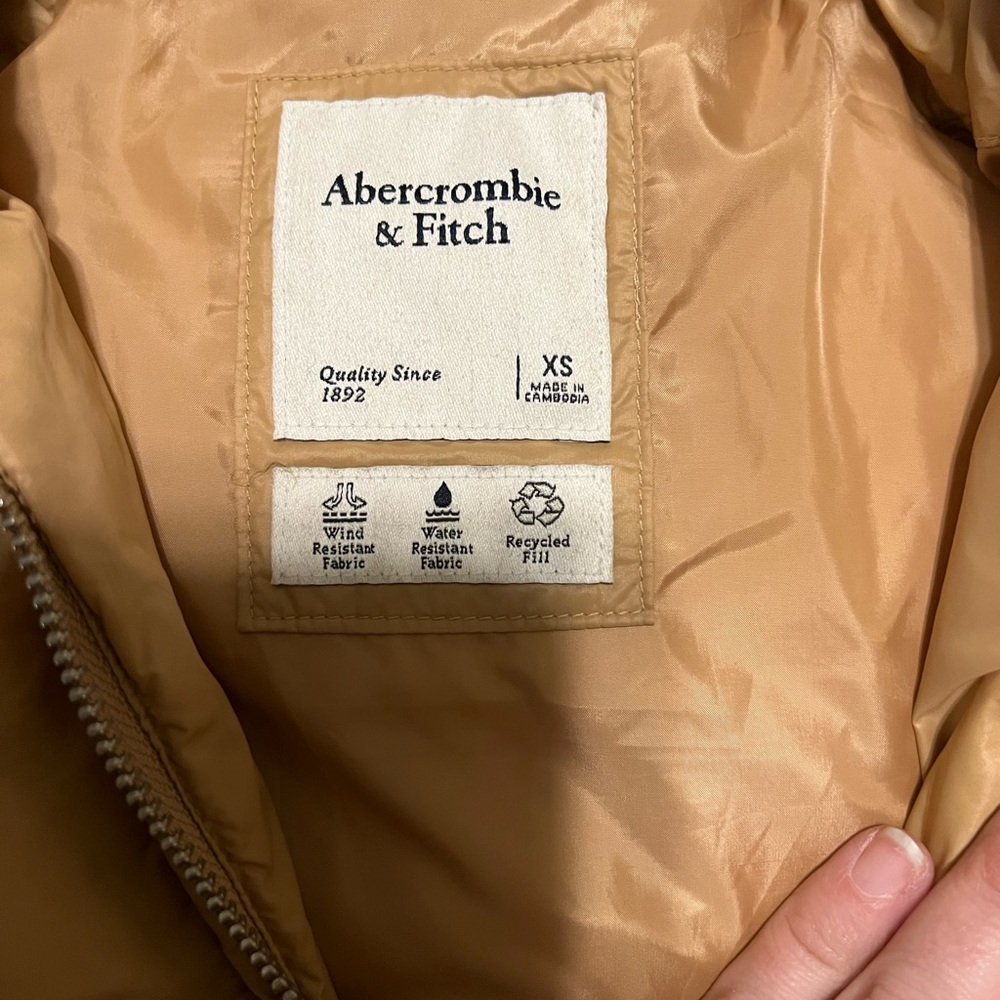 Abercrombie
& Fitch
Quality Since
1892
XS
MADE IN
CAMBODIA
Wind
Resistant
Fabric
Water
Resistant
Fabric
Recycled
Fill